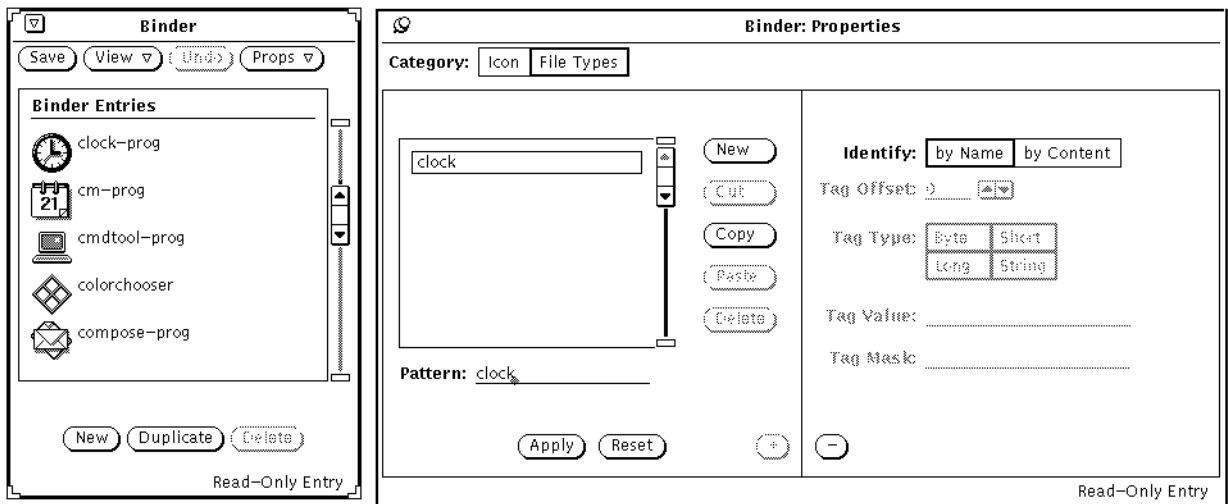 Binder
Save View Undo Props
Binder Entries
clock-prog
cm-prog
21
cmdtool-prog
colorchooser
compose-prog
New Duplicate Delete
Read-Only Entry
Binder: Properties
Category: Icon File Types
clock
New
Cut
Copy
Paste
Delete
Pattern: clock
Apply Reset +
Identify: by Name by Content
Tag Offset: 0
Tag Type: Byte Short
Long String
Tag Value:
Tag Mask:
-
Read-Only Entry